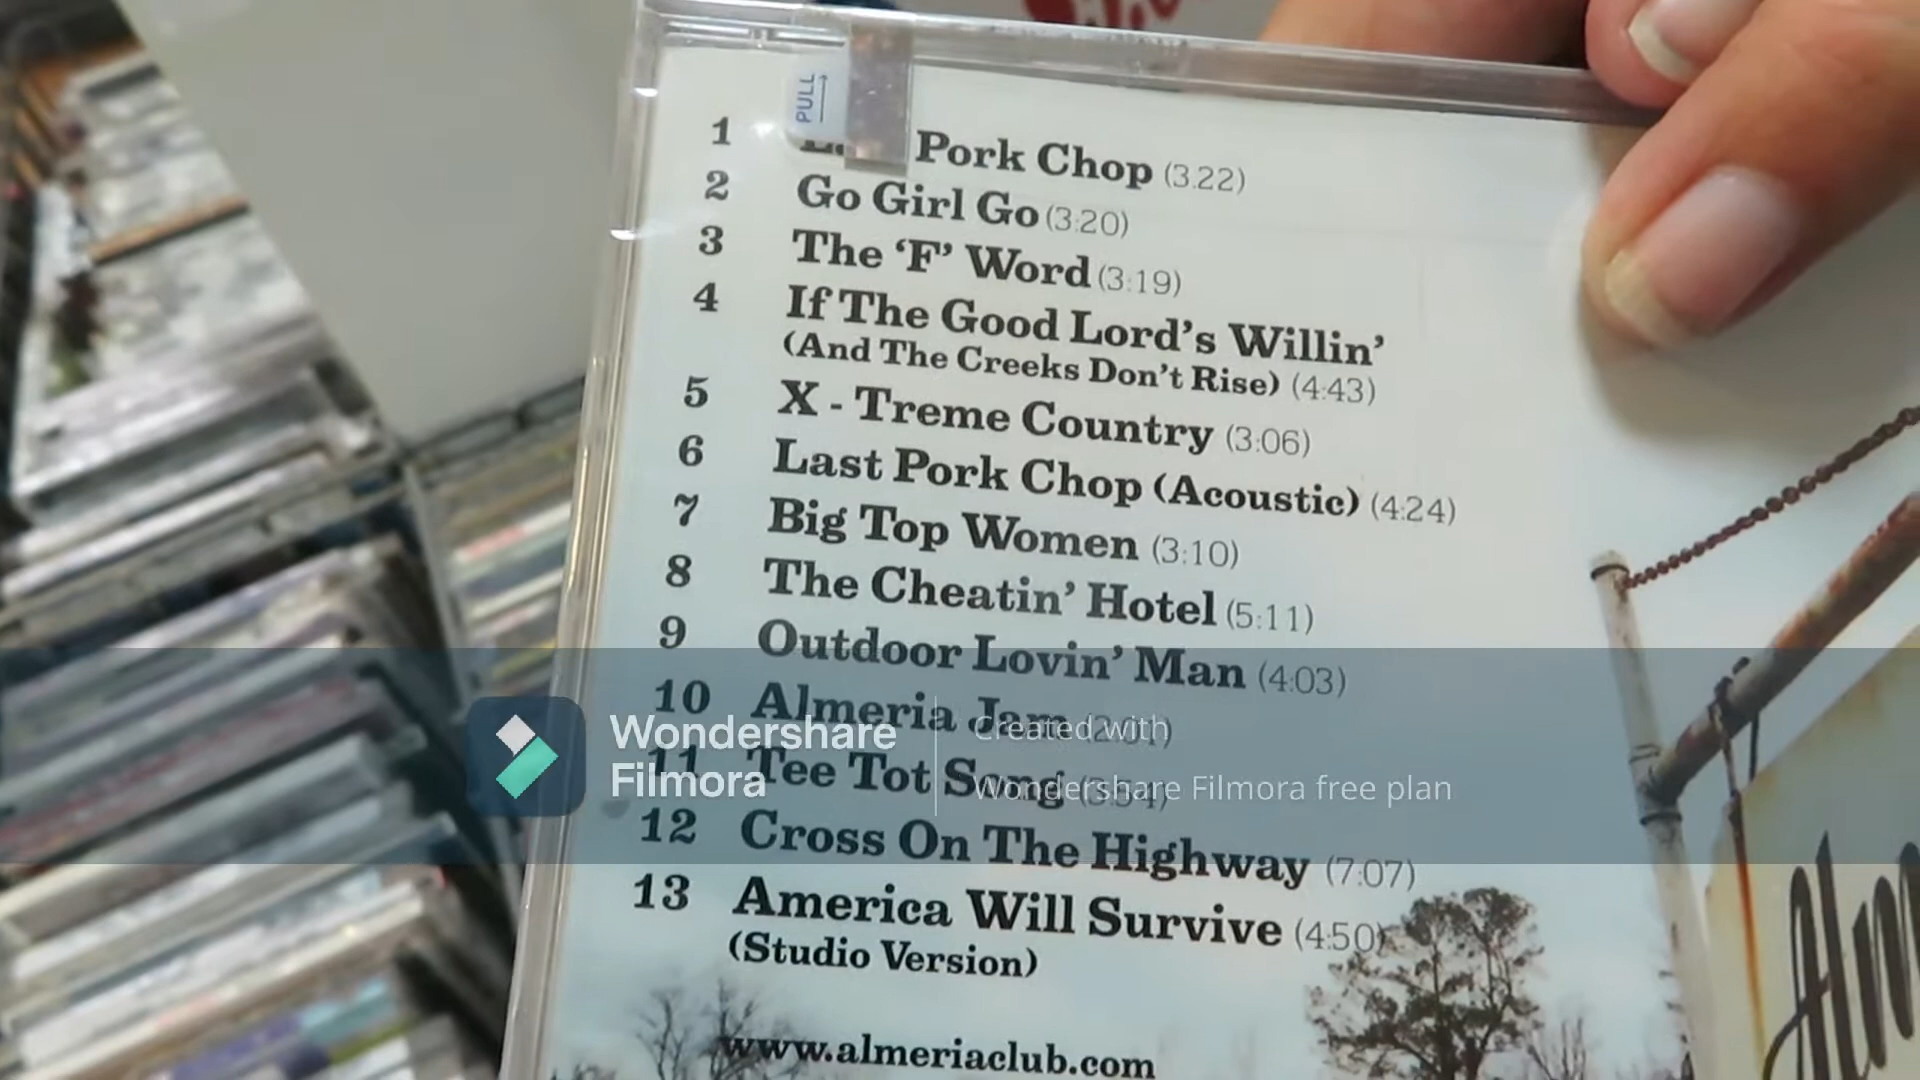 PULL
1 Pork Chop (3.22)
2 Go Girl Go (3:20)
3 The ‘F’ Word (3:19)
4 If The Good Lord’s Willin’
(And The Creeks Don’t Rise) (4:43)
5 X - Treme Country (3:06)
6 Last Pork Chop (Acoustic) (4:24)
7 Big Top Women (3:10)
8 The Cheatin’ Hotel (5:11)
9 Outdoor Lovin’ Man (4:03)
10 Almeria Jam
11 Tee Tot Song (3:54)
12 Cross On The Highway (7:07)
13 America Will Survive (4:50)
(Studio Version)
www.almeriaclub.com
Wondershare
Filmora
Created with
Wondershare Filmora free plan